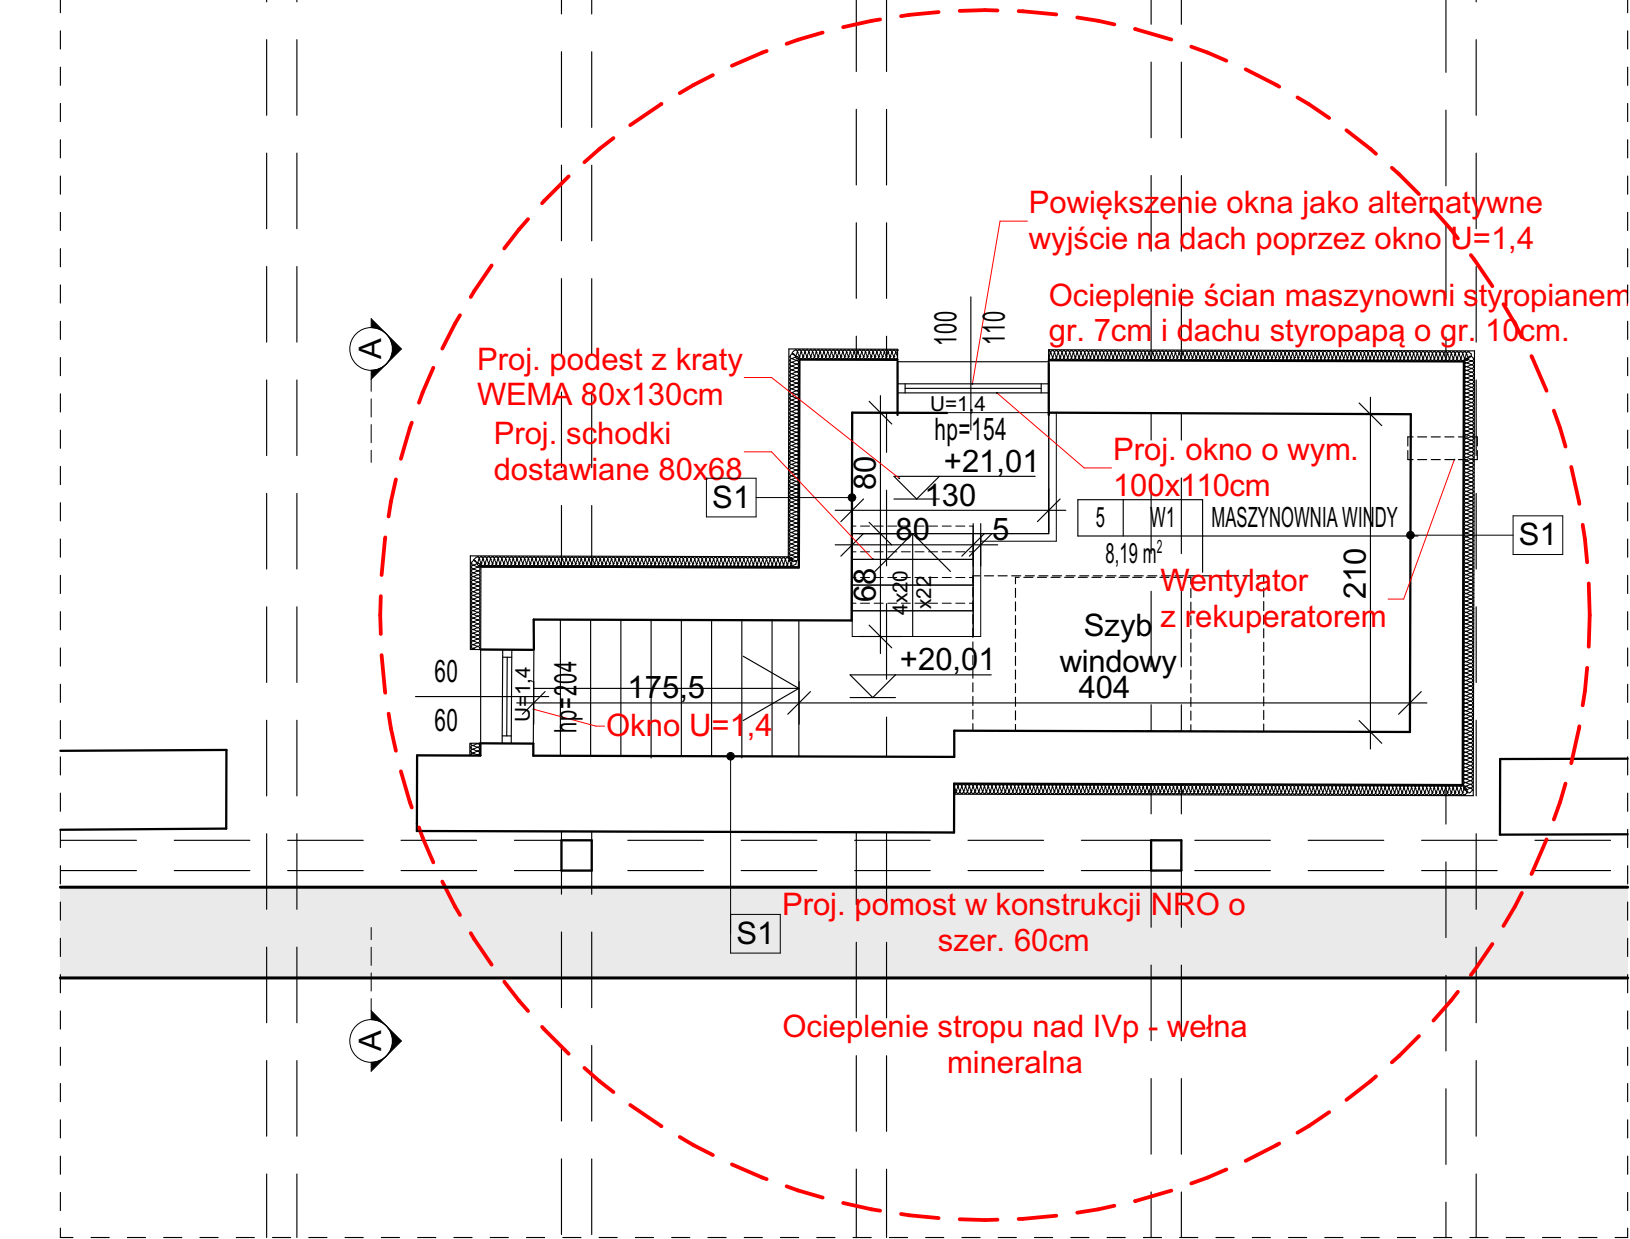 Powiększenie okna jako alternatywne
wyjście na dach poprzez okno U=1,4
Ocieplenie ścian maszynowni styropianem
gr. 7cm i dachu styropapą o gr. 10cm.
100
110
A
Proj. podest z kraty
WEMA 80x130cm
Proj. schodki
dostawiane 80x68
U=1,4
hp=154
+21,01
Proj. okno o wym.
100x110cm
S1
80
130
5
W1
MASZYNOWNIA WINDY
8,19 m²
S1
80
5
68
4x20
x22
210
Wentylator
z rekuperatorem
Szyb
windowy
404
+20,01
60
60
U=1,4
hp=204
175,5
Okno U=1,4
Proj. pomost w konstrukcji NRO o
szer. 60cm
S1
Ocieplenie stropu nad IVp - wełna
mineralna
A